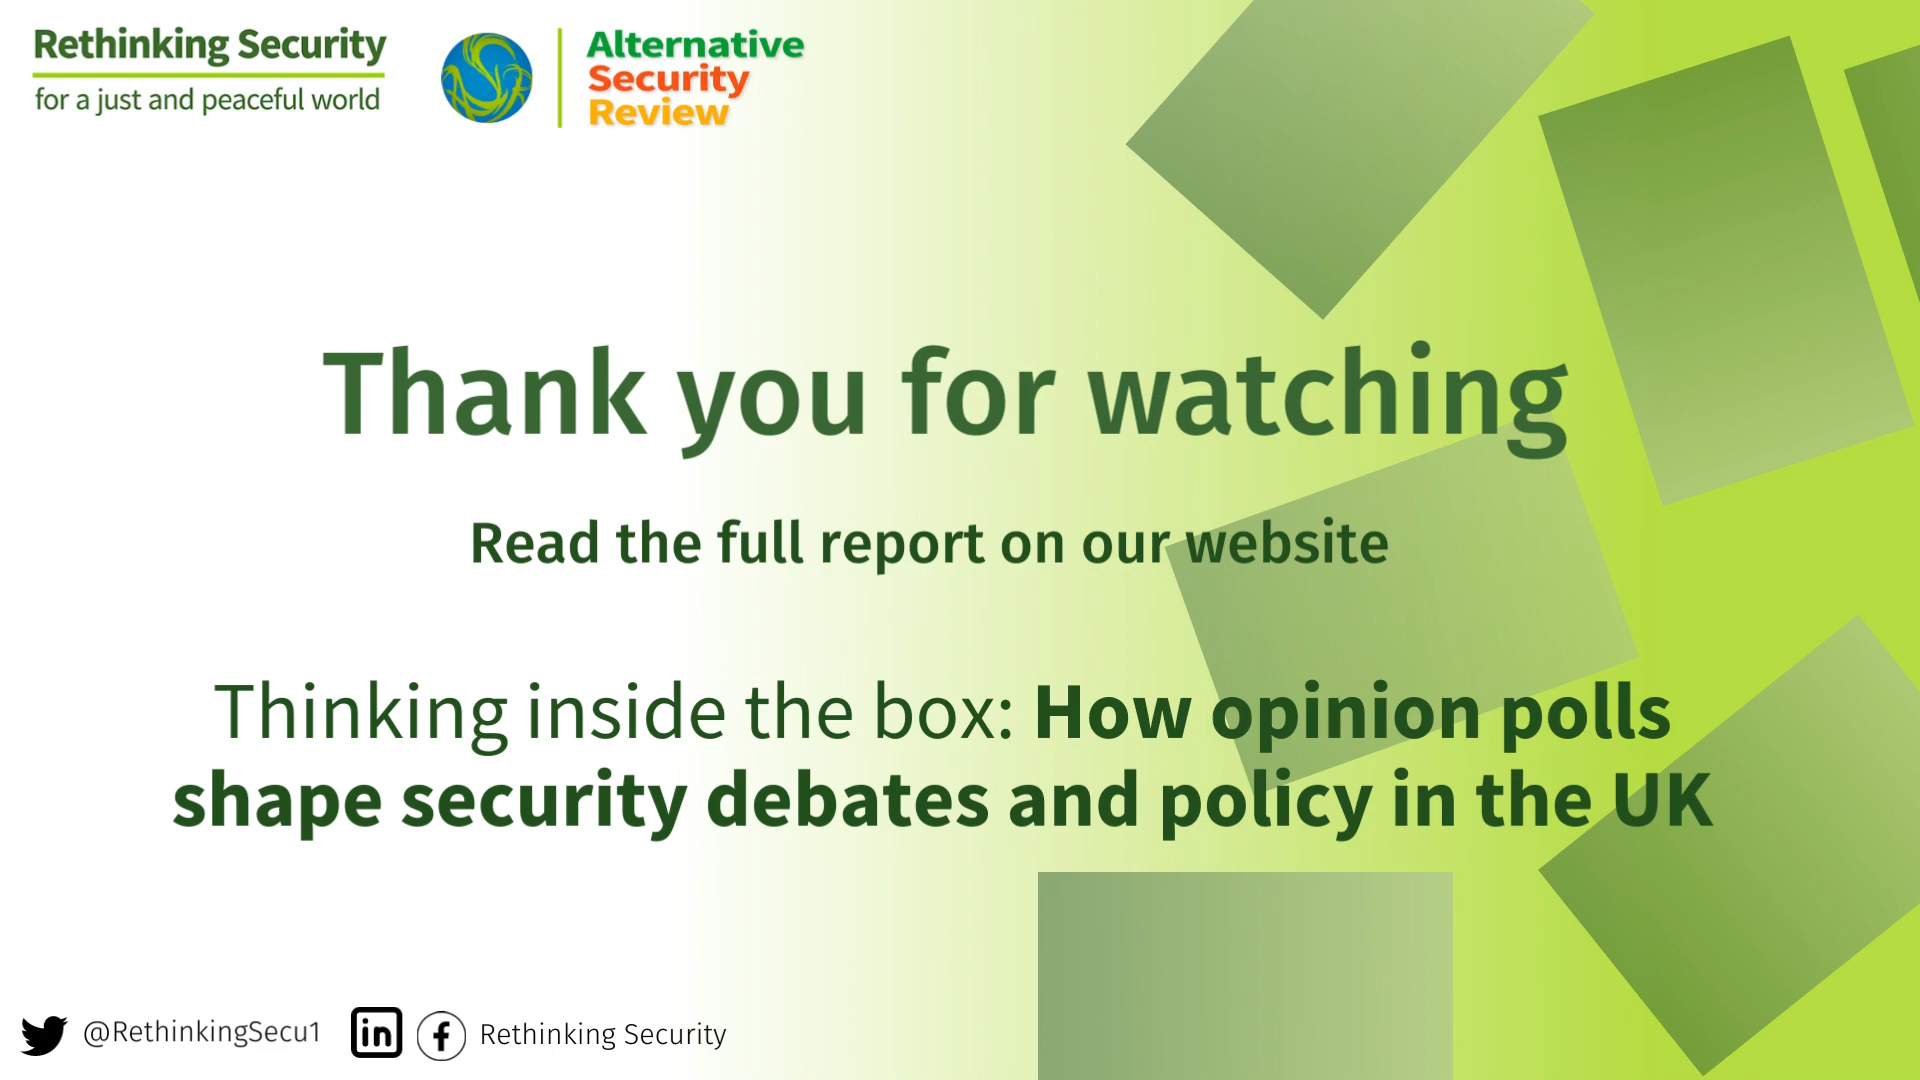 Rethinking Security
for a just and peaceful world
Alternative
Security
Review
Thank you for watching
Read the full report on our website
Thinking inside the box: How opinion polls
shape security debates and policy in the UK
@RethinkingSecu1
in
f
Rethinking Security